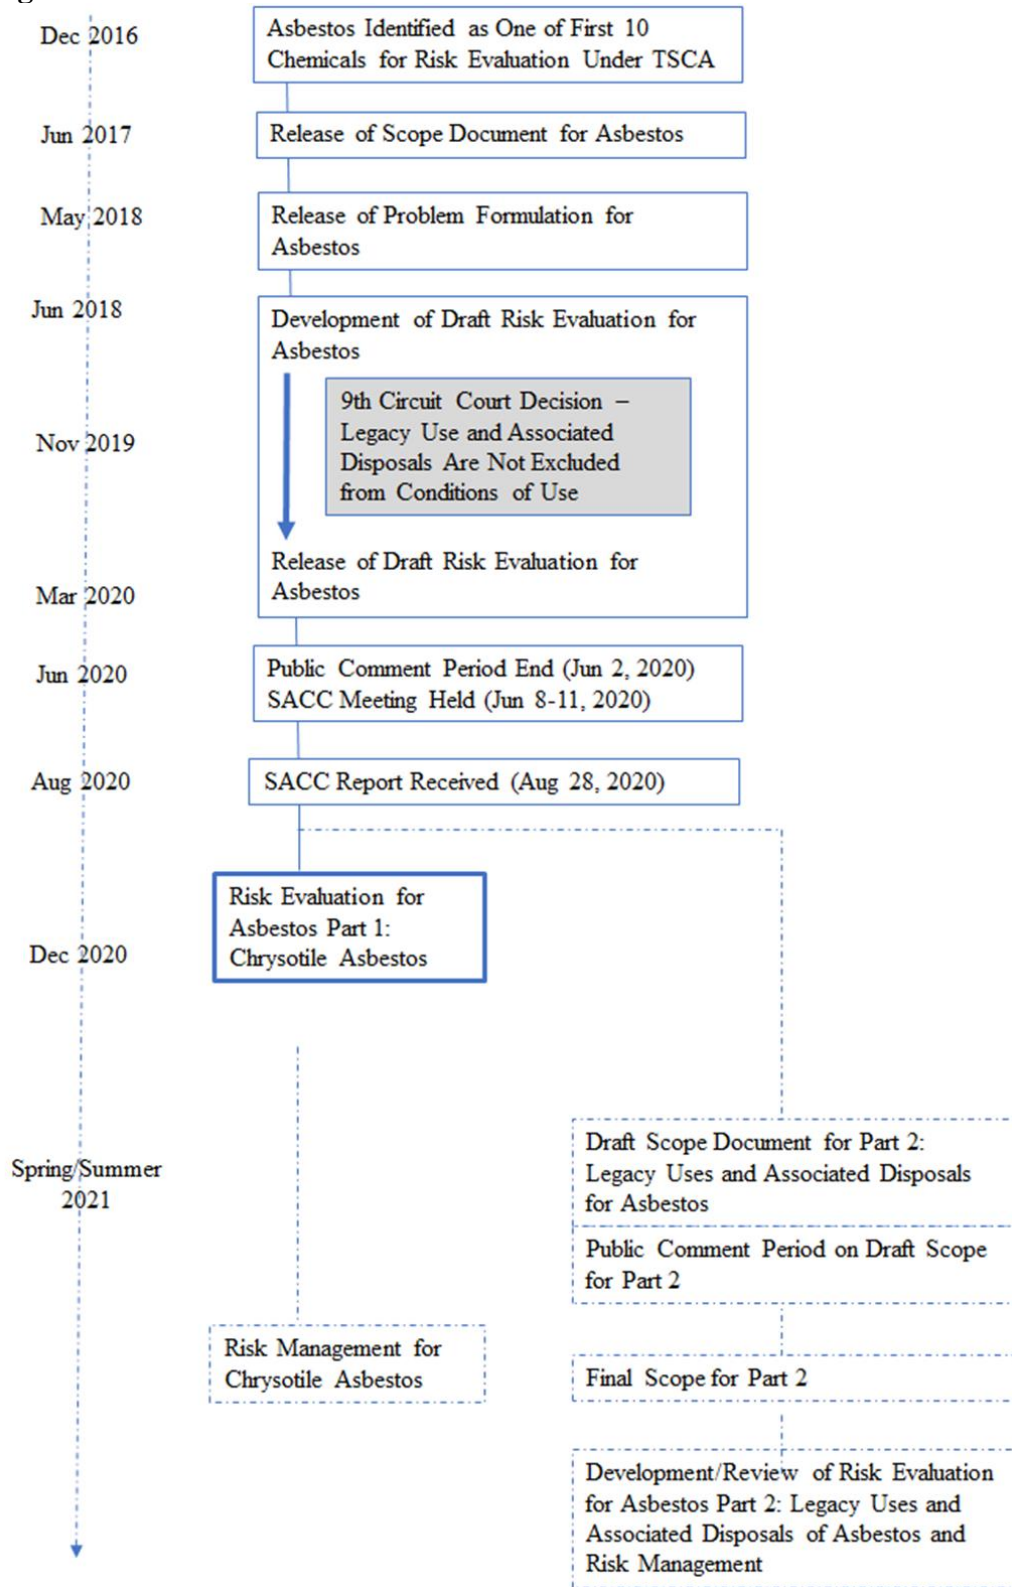 Dec 2016
Asbestos Identified as One of First 10
Chemicals for Risk Evaluation Under TSCA
Jun 2017
Release of Scope Document for Asbestos
May 2018
Release of Problem Formulation for
Asbestos
Jun 2018
Development of Draft Risk Evaluation for
Asbestos
Nov 2019
9th Circuit Court Decision –
Legacy Use and Associated
Disposals Are Not Excluded
from Conditions of Use
Release of Draft Risk Evaluation for
Asbestos
Mar 2020
Jun 2020
Public Comment Period End (Jun 2, 2020)
SACC Meeting Held (Jun 8-11, 2020)
Aug 2020
SACC Report Received (Aug 28, 2020)
Risk Evaluation for
Asbestos Part 1:
Chrysotile Asbestos
Dec 2020
Spring/Summer
2021
Draft Scope Document for Part 2:
Legacy Uses and Associated Disposals
for Asbestos
Public Comment Period on Draft Scope
for Part 2
Risk Management for
Chrysotile Asbestos
Final Scope for Part 2
Development/Review of Risk Evaluation
for Asbestos Part 2: Legacy Uses and
Associated Disposals of Asbestos and
Risk Management